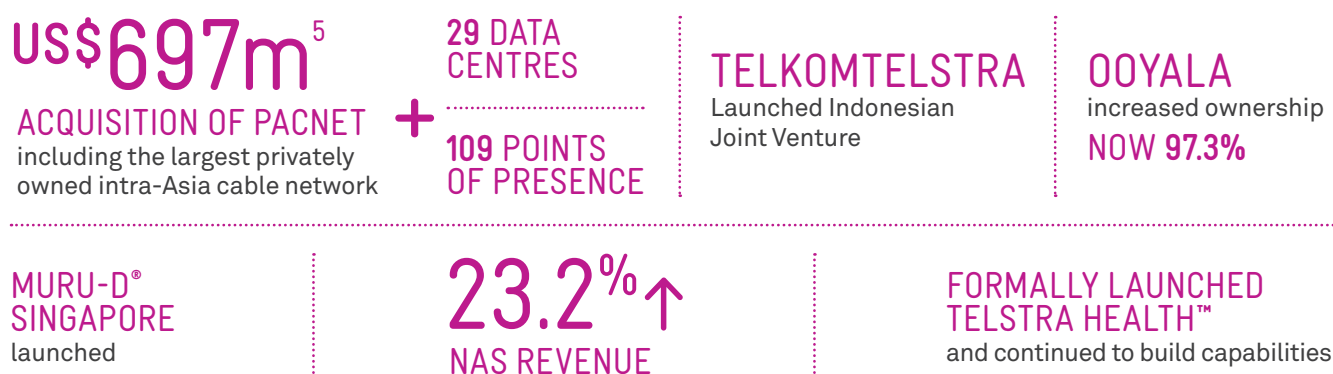 US$697m5
ACQUISITION OF PACNET
including the largest privately
owned intra-Asia cable network
+
29 DATA
CENTRES
109 POINTS
OF PRESENCE
TELKOMTELSTRA
Launched Indonesian
Joint Venture
OOYALA
increased ownership
NOW 97.3%
MURU-D®
SINGAPORE
launched
23.2%↑
NAS REVENUE
FORMALLY LAUNCHED
TELSTRA HEALTH™
and continued to build capabilities